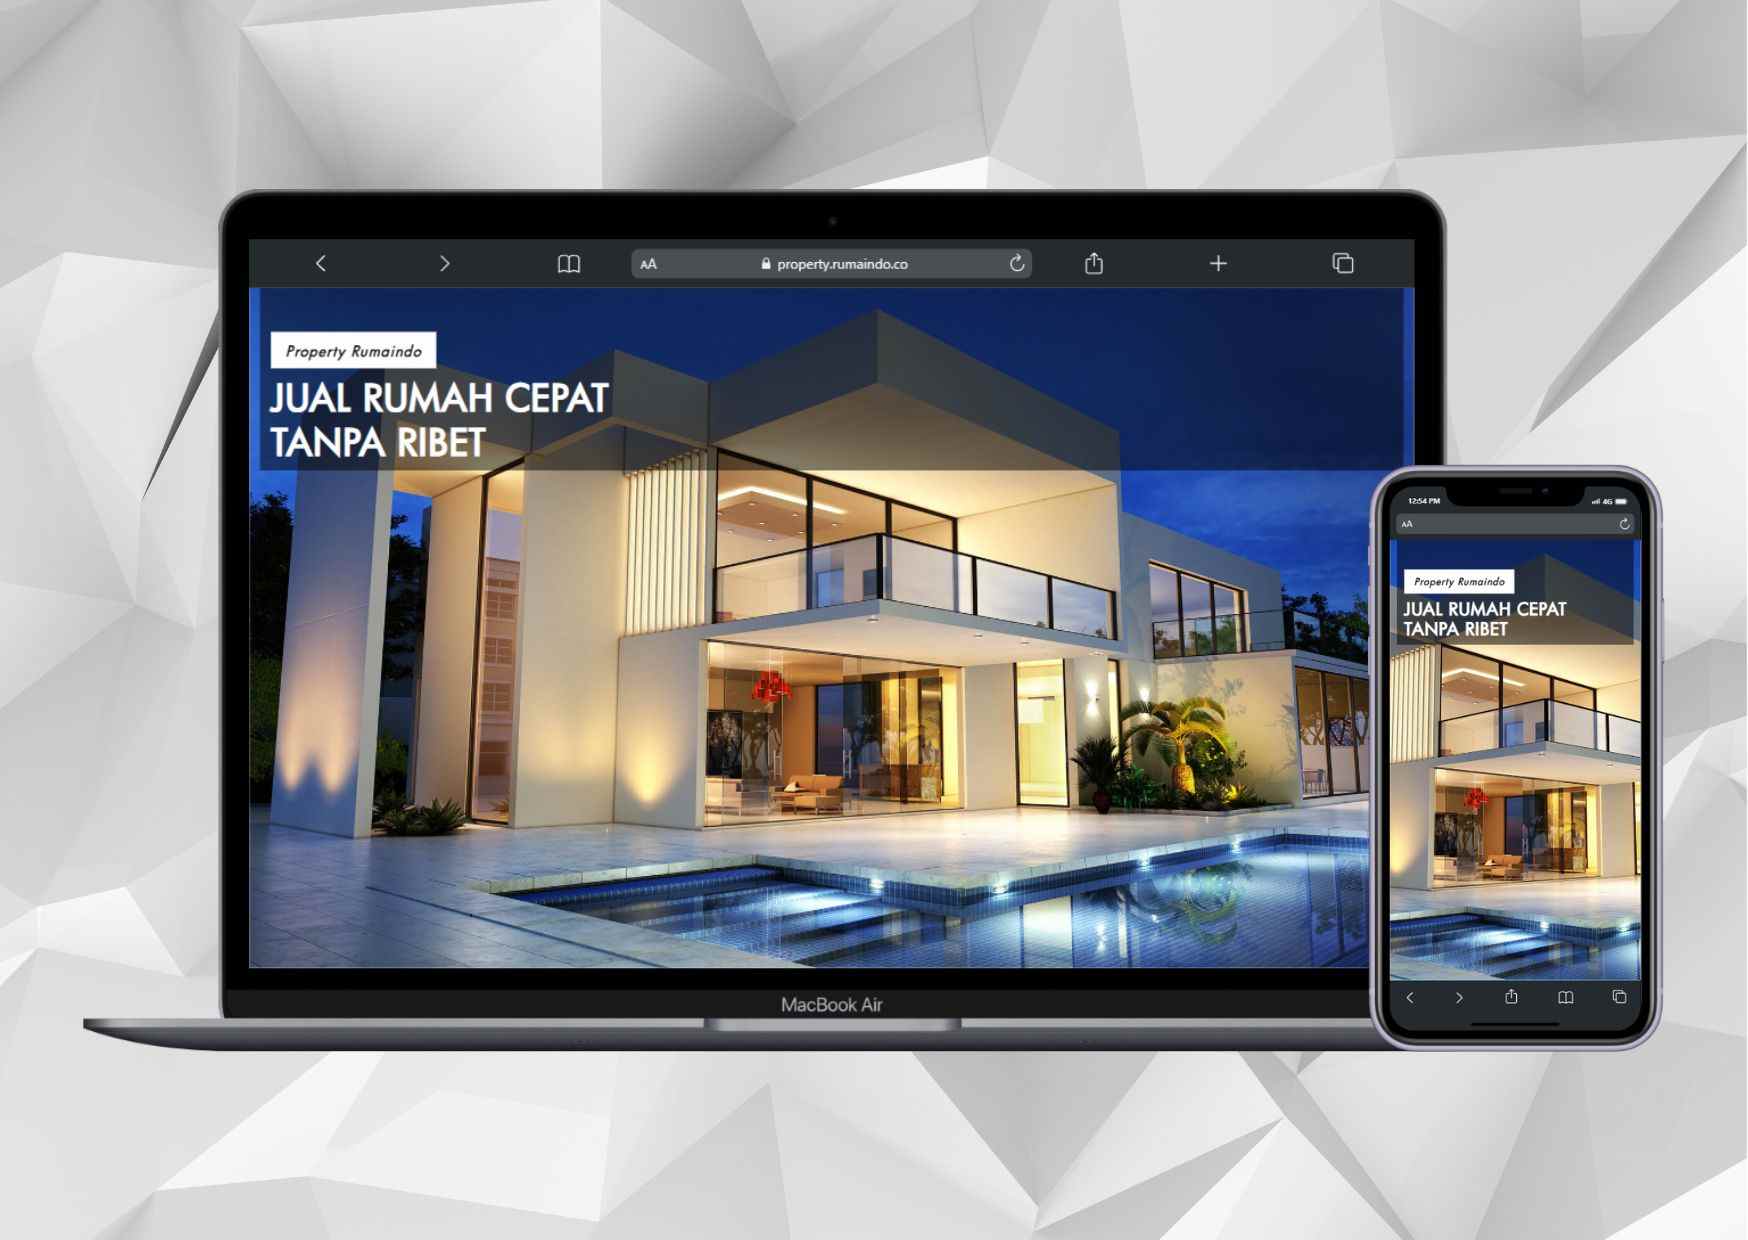 AA property.rumaindo.co
Property Rumaindo
JUAL RUMAH CEPAT
TANPA RIBET
MacBook Air
12:54 PM 4G
AA
Property Rumaindo
JUAL RUMAH CEPAT
TANPA RIBET